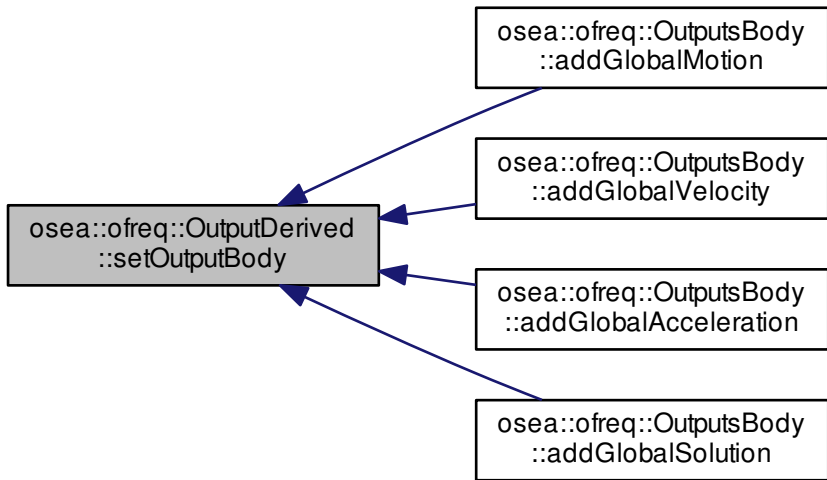 osea::ofreq::OutputsBody
::addGlobalMotion
osea::ofreq::OutputsBody
::addGlobalVelocity
osea::ofreq::OutputDerived
::setOutputBody
osea::ofreq::OutputsBody
::addGlobalAcceleration
osea::ofreq::OutputsBody
::addGlobalSolution